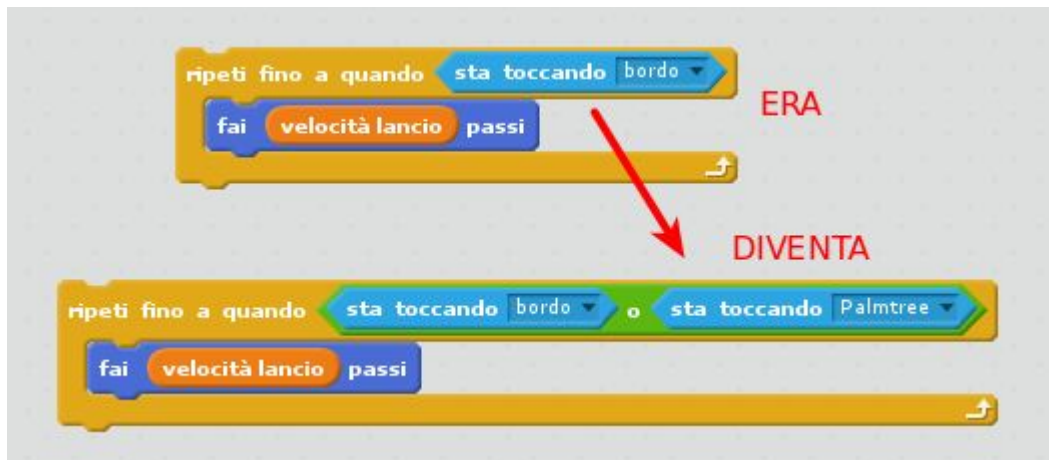 ripeti fino a quando sta toccando bordo
ERA
fai velocità lancio passi
DIVENTA
ripeti fino a quando sta toccando bordo o sta toccando Palmtree
fai velocità lancio passi